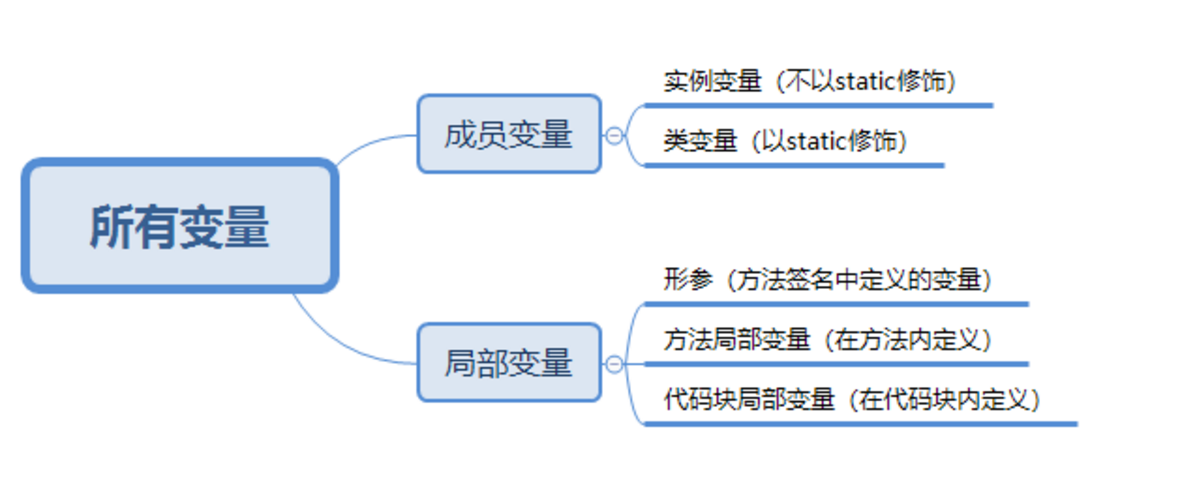 所有变量
成员变量
实例变量（不以static修饰）
类变量（以static修饰）
局部变量
形参（方法签名中定义的变量）
方法局部变量（在方法内定义）
代码块局部变量（在代码块内定义）